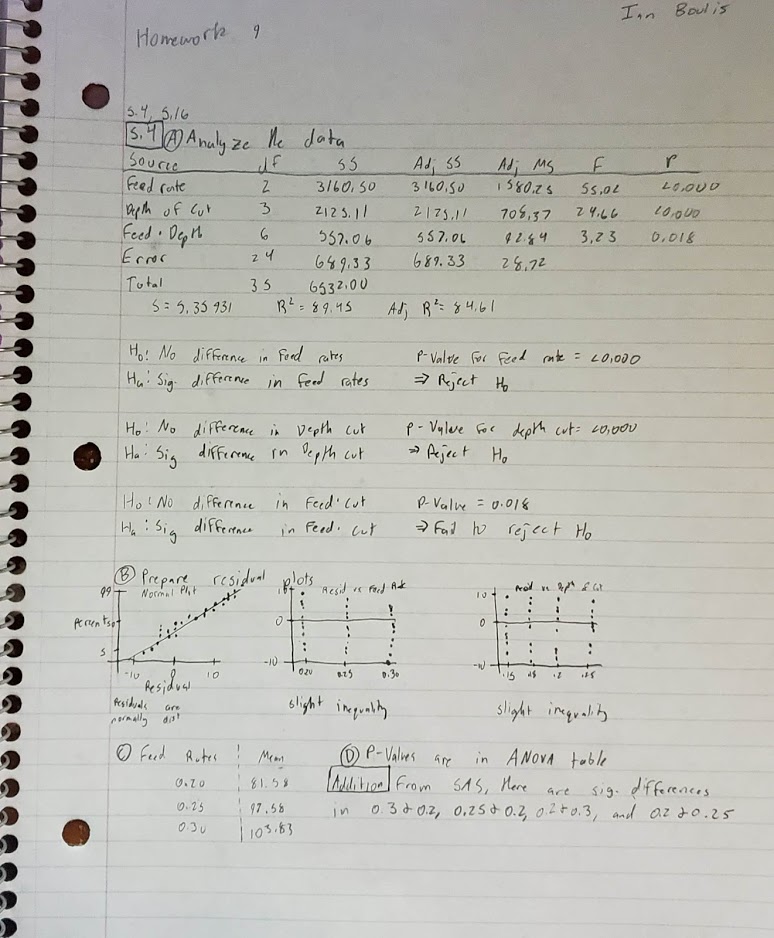 Ian Boulis
Homework 9
5.4, 5.16
5.4 A Analyze the data
Source df SS Adj SS Adj MS F P
Feed rate 2 3160.50 3160.50 1580.25 55.02 <0.000
Depth of Cut 3 2125.11 2125.11 708.37 24.66 <0.000
Feed · Depth 6 557.06 557.06 92.84 3.23 0.018
Error 24 689.33 689.33 28.72
Total 35 6532.00
S = 5.35931 R² = 89.45 Adj R² = 84.61
H₀: No difference in Feed rates P-Value for feed rate = <0.000
Ha: Sig. difference in Feed rates ⇒ Reject H₀
H₀: No difference in Depth cut P-Value for depth cut = <0.000
Ha: Sig difference in Depth cut ⇒ Reject H₀
H₀: No difference in Feed · Cut P-Value = 0.018
Ha: Sig difference in Feed · Cut ⇒ Fail to reject H₀
B Prepare residual plots
99 Normal Plot 10 Resid vs Feed Rate 10 Resid vs Depth of Cut
Percent 50 0 0
5 -10 -10
-10 0 10 0.20 0.25 0.30 .15 .18 .2 .25
Residual
Residuals are slight inequality slight inequality
normally dist
C Feed Rates Mean D P-Values are in ANOVA table
0.20 81.58 Addition From SAS, there are sig. differences
0.25 97.58 in 0.3 & 0.2, 0.25 & 0.2, 0.2 & 0.3, and 0.2 & 0.25
0.30 103.83